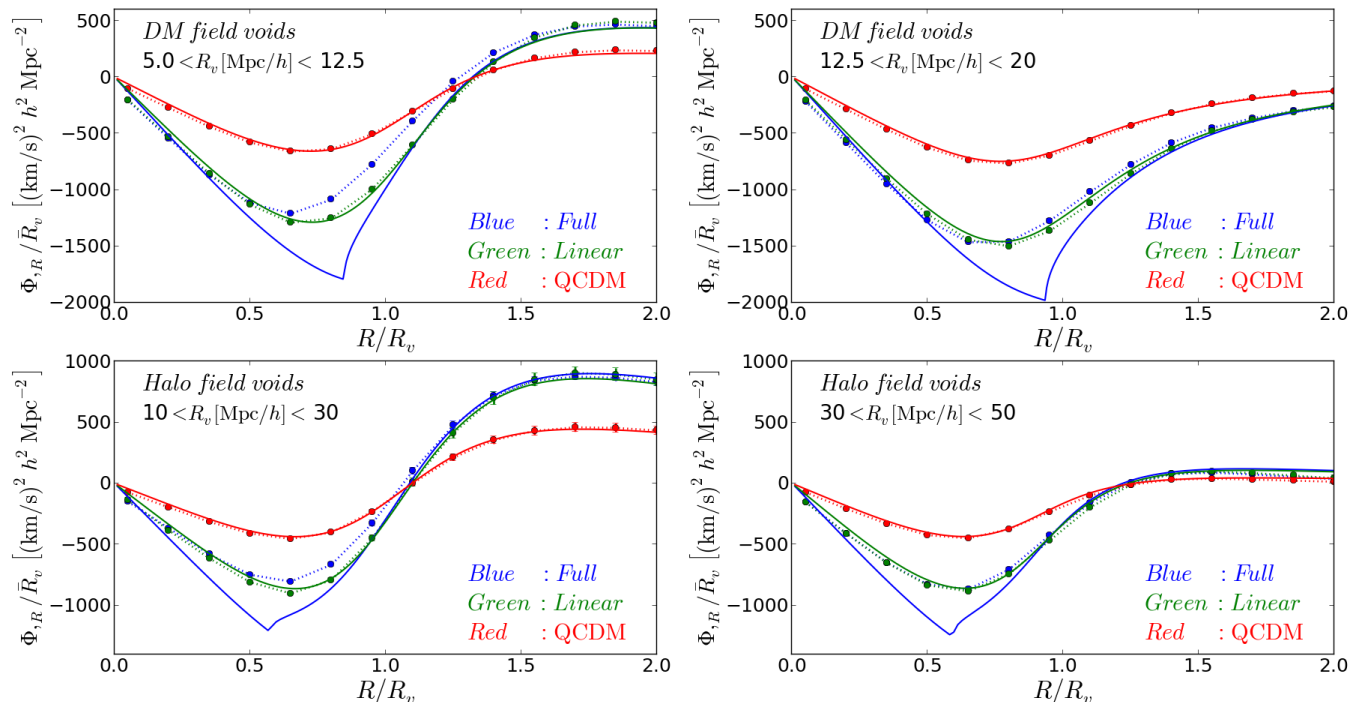 DM field voids
5.0 <R_v[Mpc/h] < 12.5
Φ,_R /R̄_v [(km/s)² h² Mpc⁻²]
500
0
−500
−1000
−1500
−2000
Blue : Full
Green : Linear
Red : QCDM
0.0 0.5 1.0 1.5 2.0
R/R_v
DM field voids
12.5 <R_v[Mpc/h] < 20
Φ,_R /R̄_v [(km/s)² h² Mpc⁻²]
500
0
−500
−1000
−1500
−2000
Blue : Full
Green : Linear
Red : QCDM
0.0 0.5 1.0 1.5 2.0
R/R_v
Halo field voids
10 <R_v[Mpc/h] < 30
Φ,_R /R̄_v [(km/s)² h² Mpc⁻²]
1000
500
0
−500
−1000
Blue : Full
Green : Linear
Red : QCDM
0.0 0.5 1.0 1.5 2.0
R/R_v
Halo field voids
30 <R_v[Mpc/h] < 50
Φ,_R /R̄_v [(km/s)² h² Mpc⁻²]
1000
500
0
−500
−1000
Blue : Full
Green : Linear
Red : QCDM
0.0 0.5 1.0 1.5 2.0
R/R_v